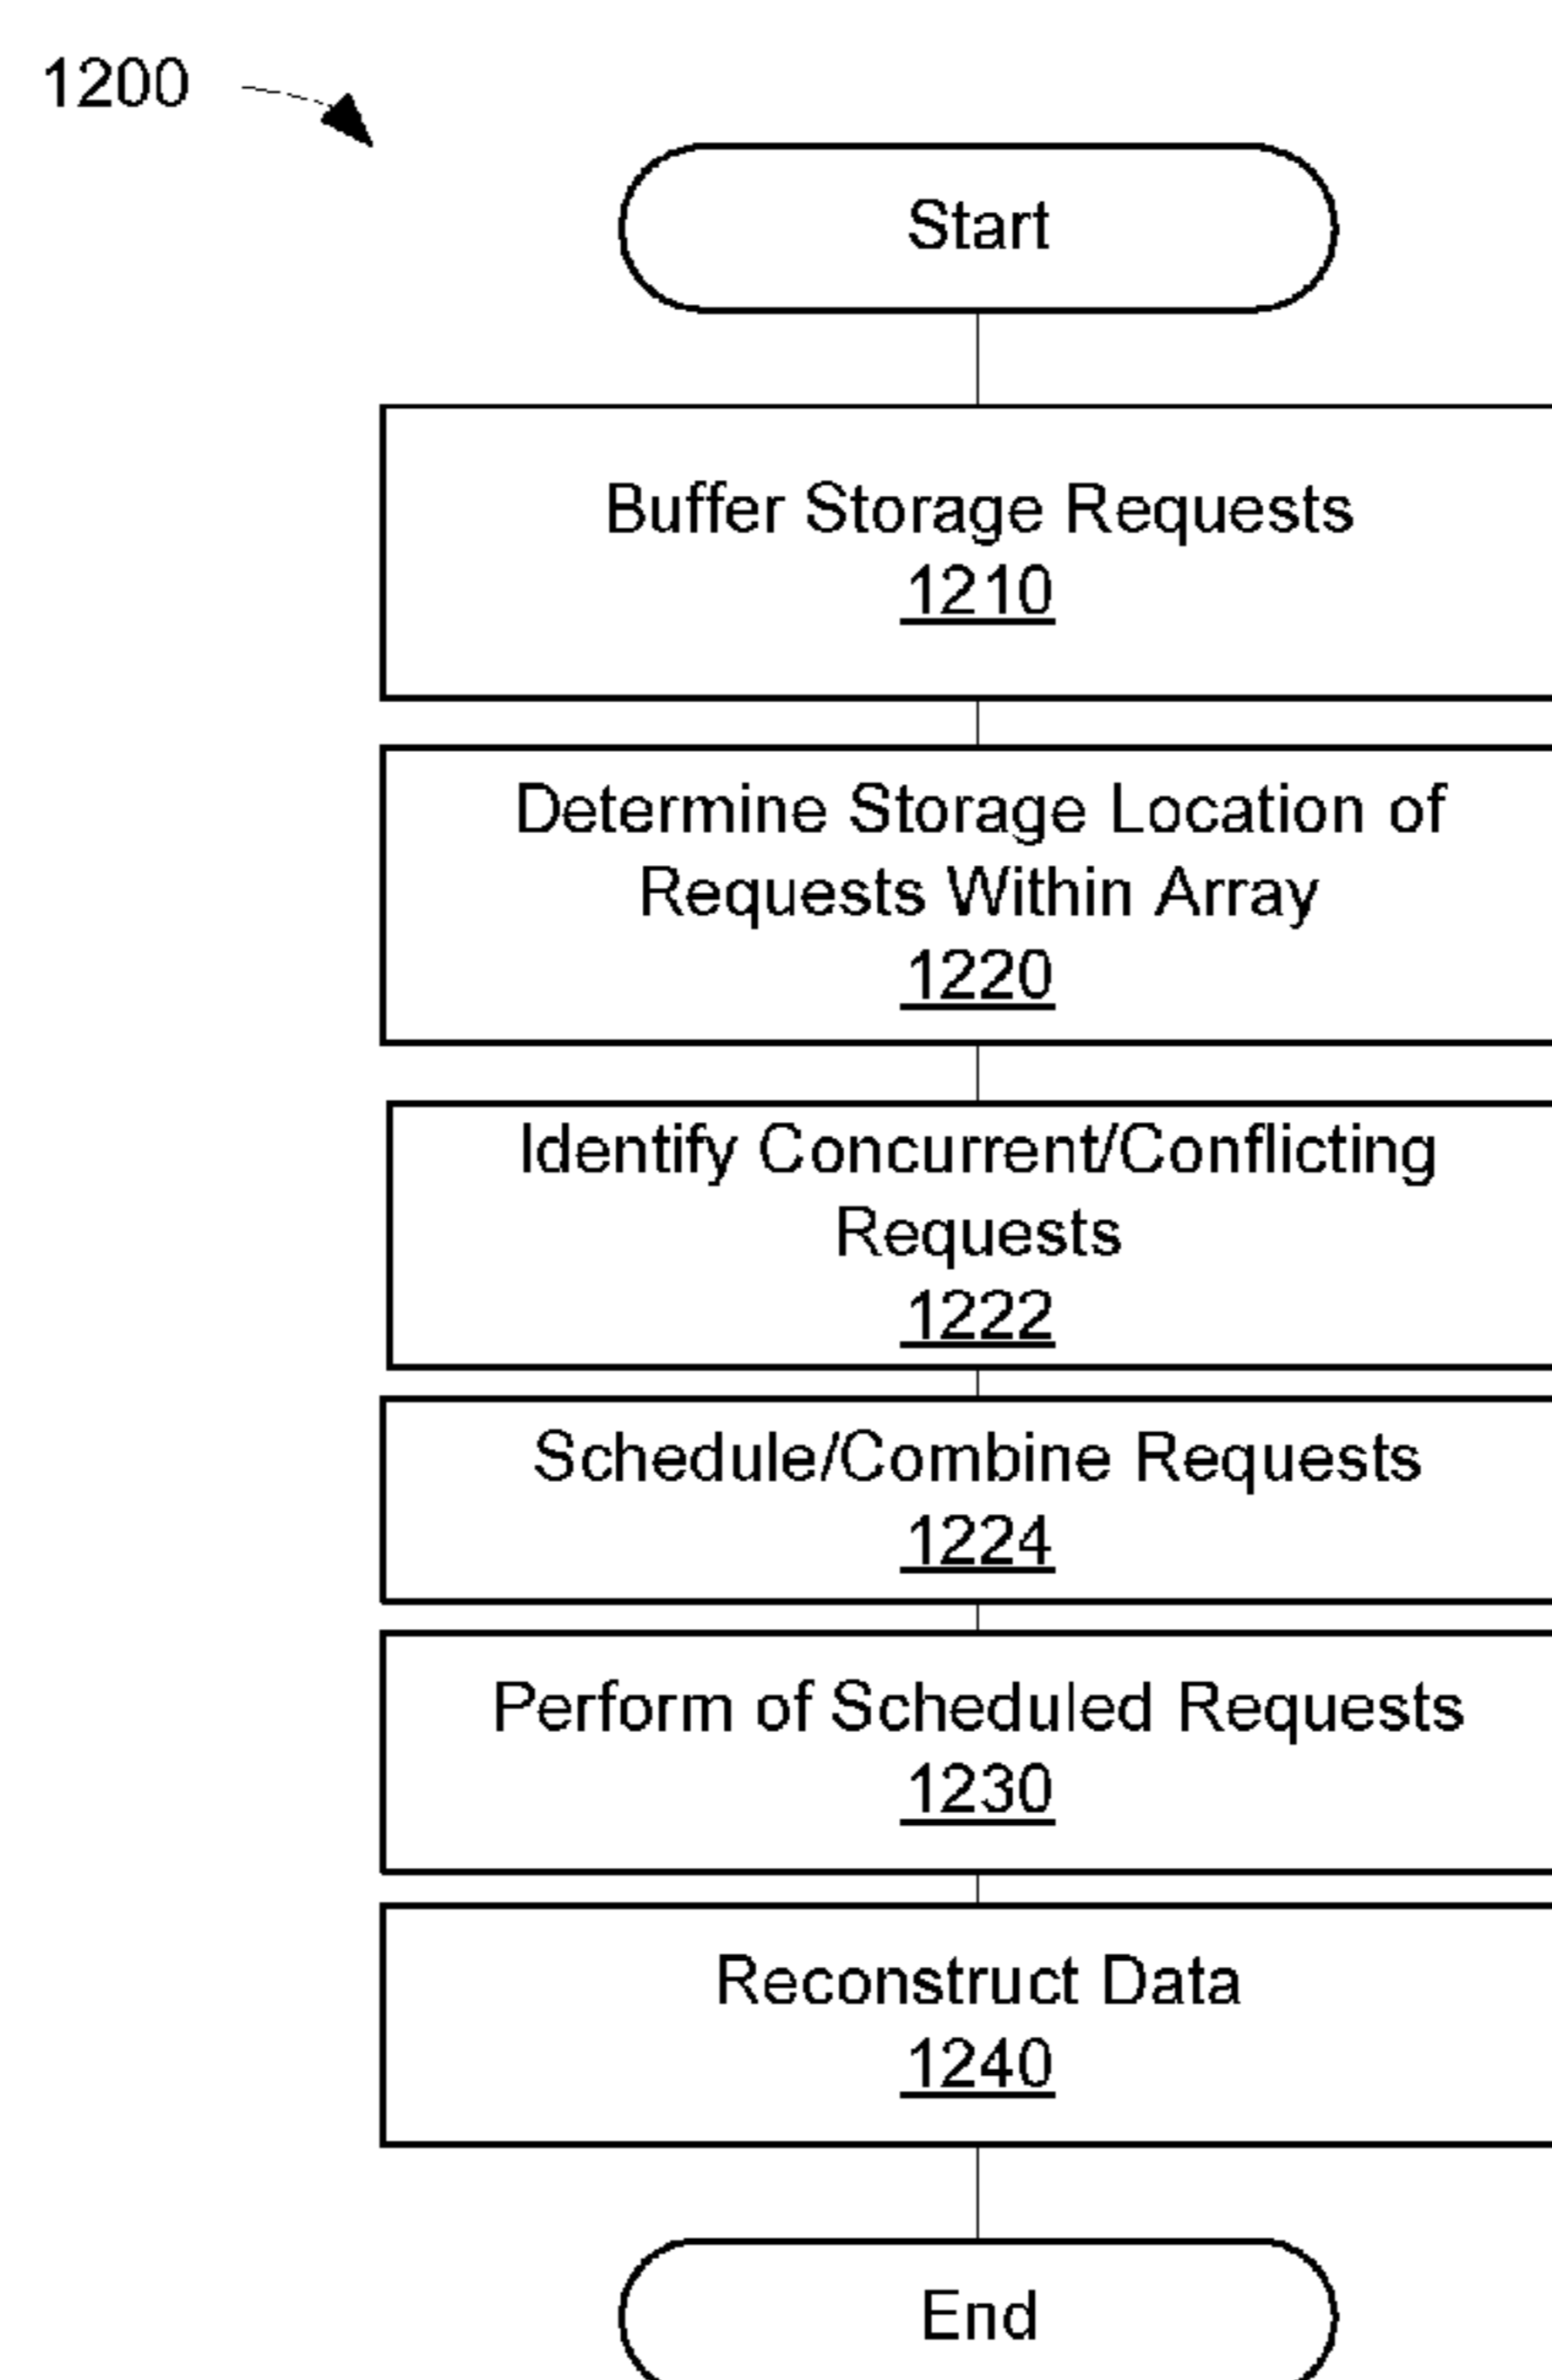 1200
Start
Buffer Storage Requests
1210
Determine Storage Location of
Requests Within Array
1220
Identify Concurrent/Conflicting
Requests
1222
Schedule/Combine Requests
1224
Perform of Scheduled Requests
1230
Reconstruct Data
1240
End